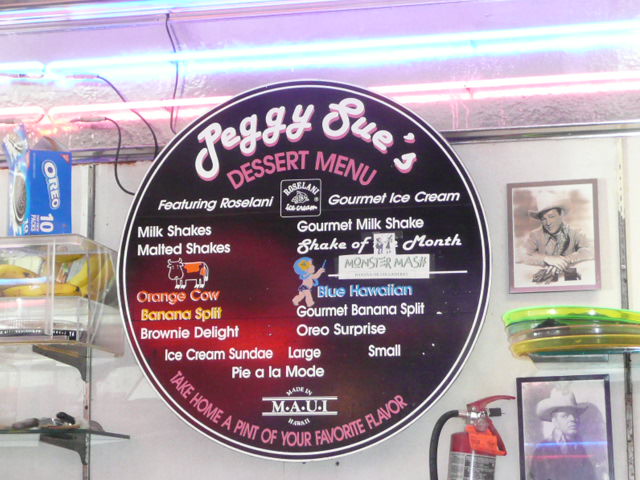 Peggy Sue's
DESSERT MENU
Featuring Roselani
ROSELANI
ice cream
Gourmet Ice Cream
Milk Shakes
Malted Shakes
Orange Cow
Banana Split
Brownie Delight
Gourmet Milk Shake
Shake of Month
MONSTER MASH
Blue Hawaiian
Gourmet Banana Split
Oreo Surprise
Ice Cream Sundae Large Small
Pie a la Mode
MADE IN
M•A•U•I
HAWAII
TAKE HOME A PINT OF YOUR FAVORITE FLAVOR
OREO
10